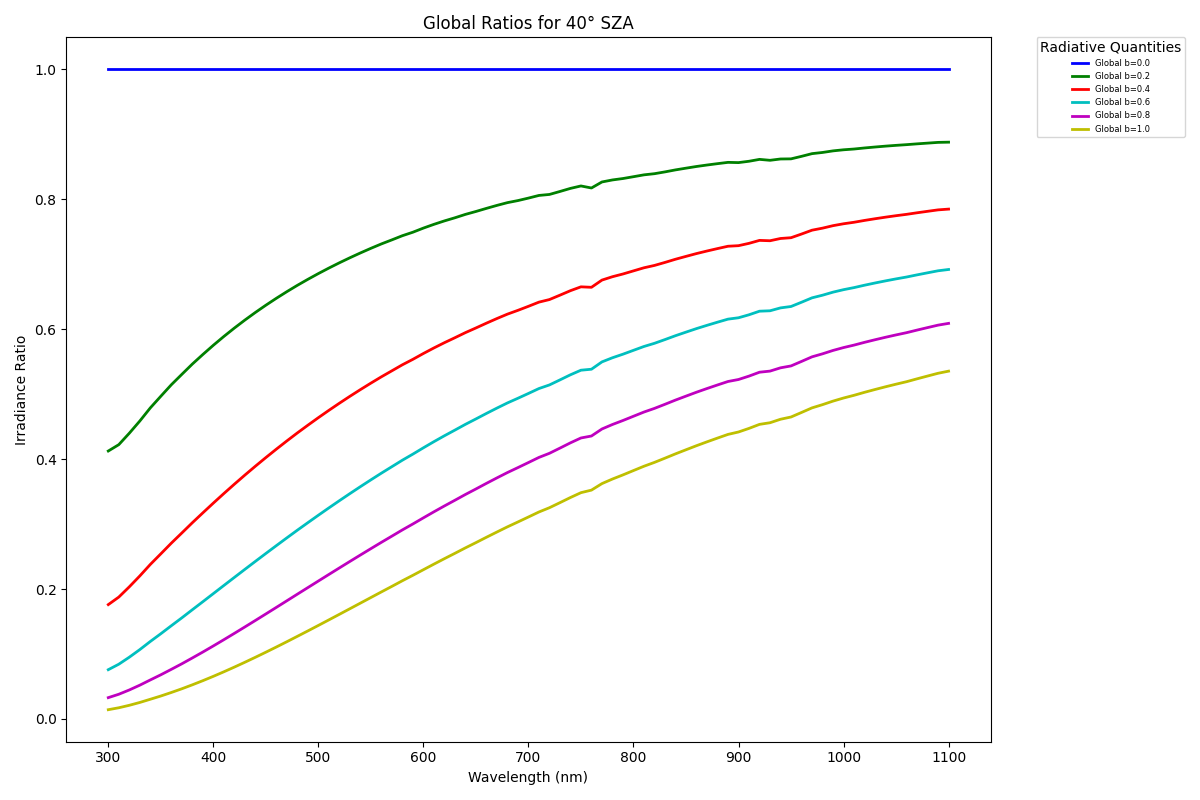 Global Ratios for 40° SZA
Radiative Quantities
Global b=0.0
Global b=0.2
Global b=0.4
Global b=0.6
Global b=0.8
Global b=1.0
Irradiance Ratio
1.0
0.8
0.6
0.4
0.2
0.0
300 400 500 600 700 800 900 1000 1100
Wavelength (nm)